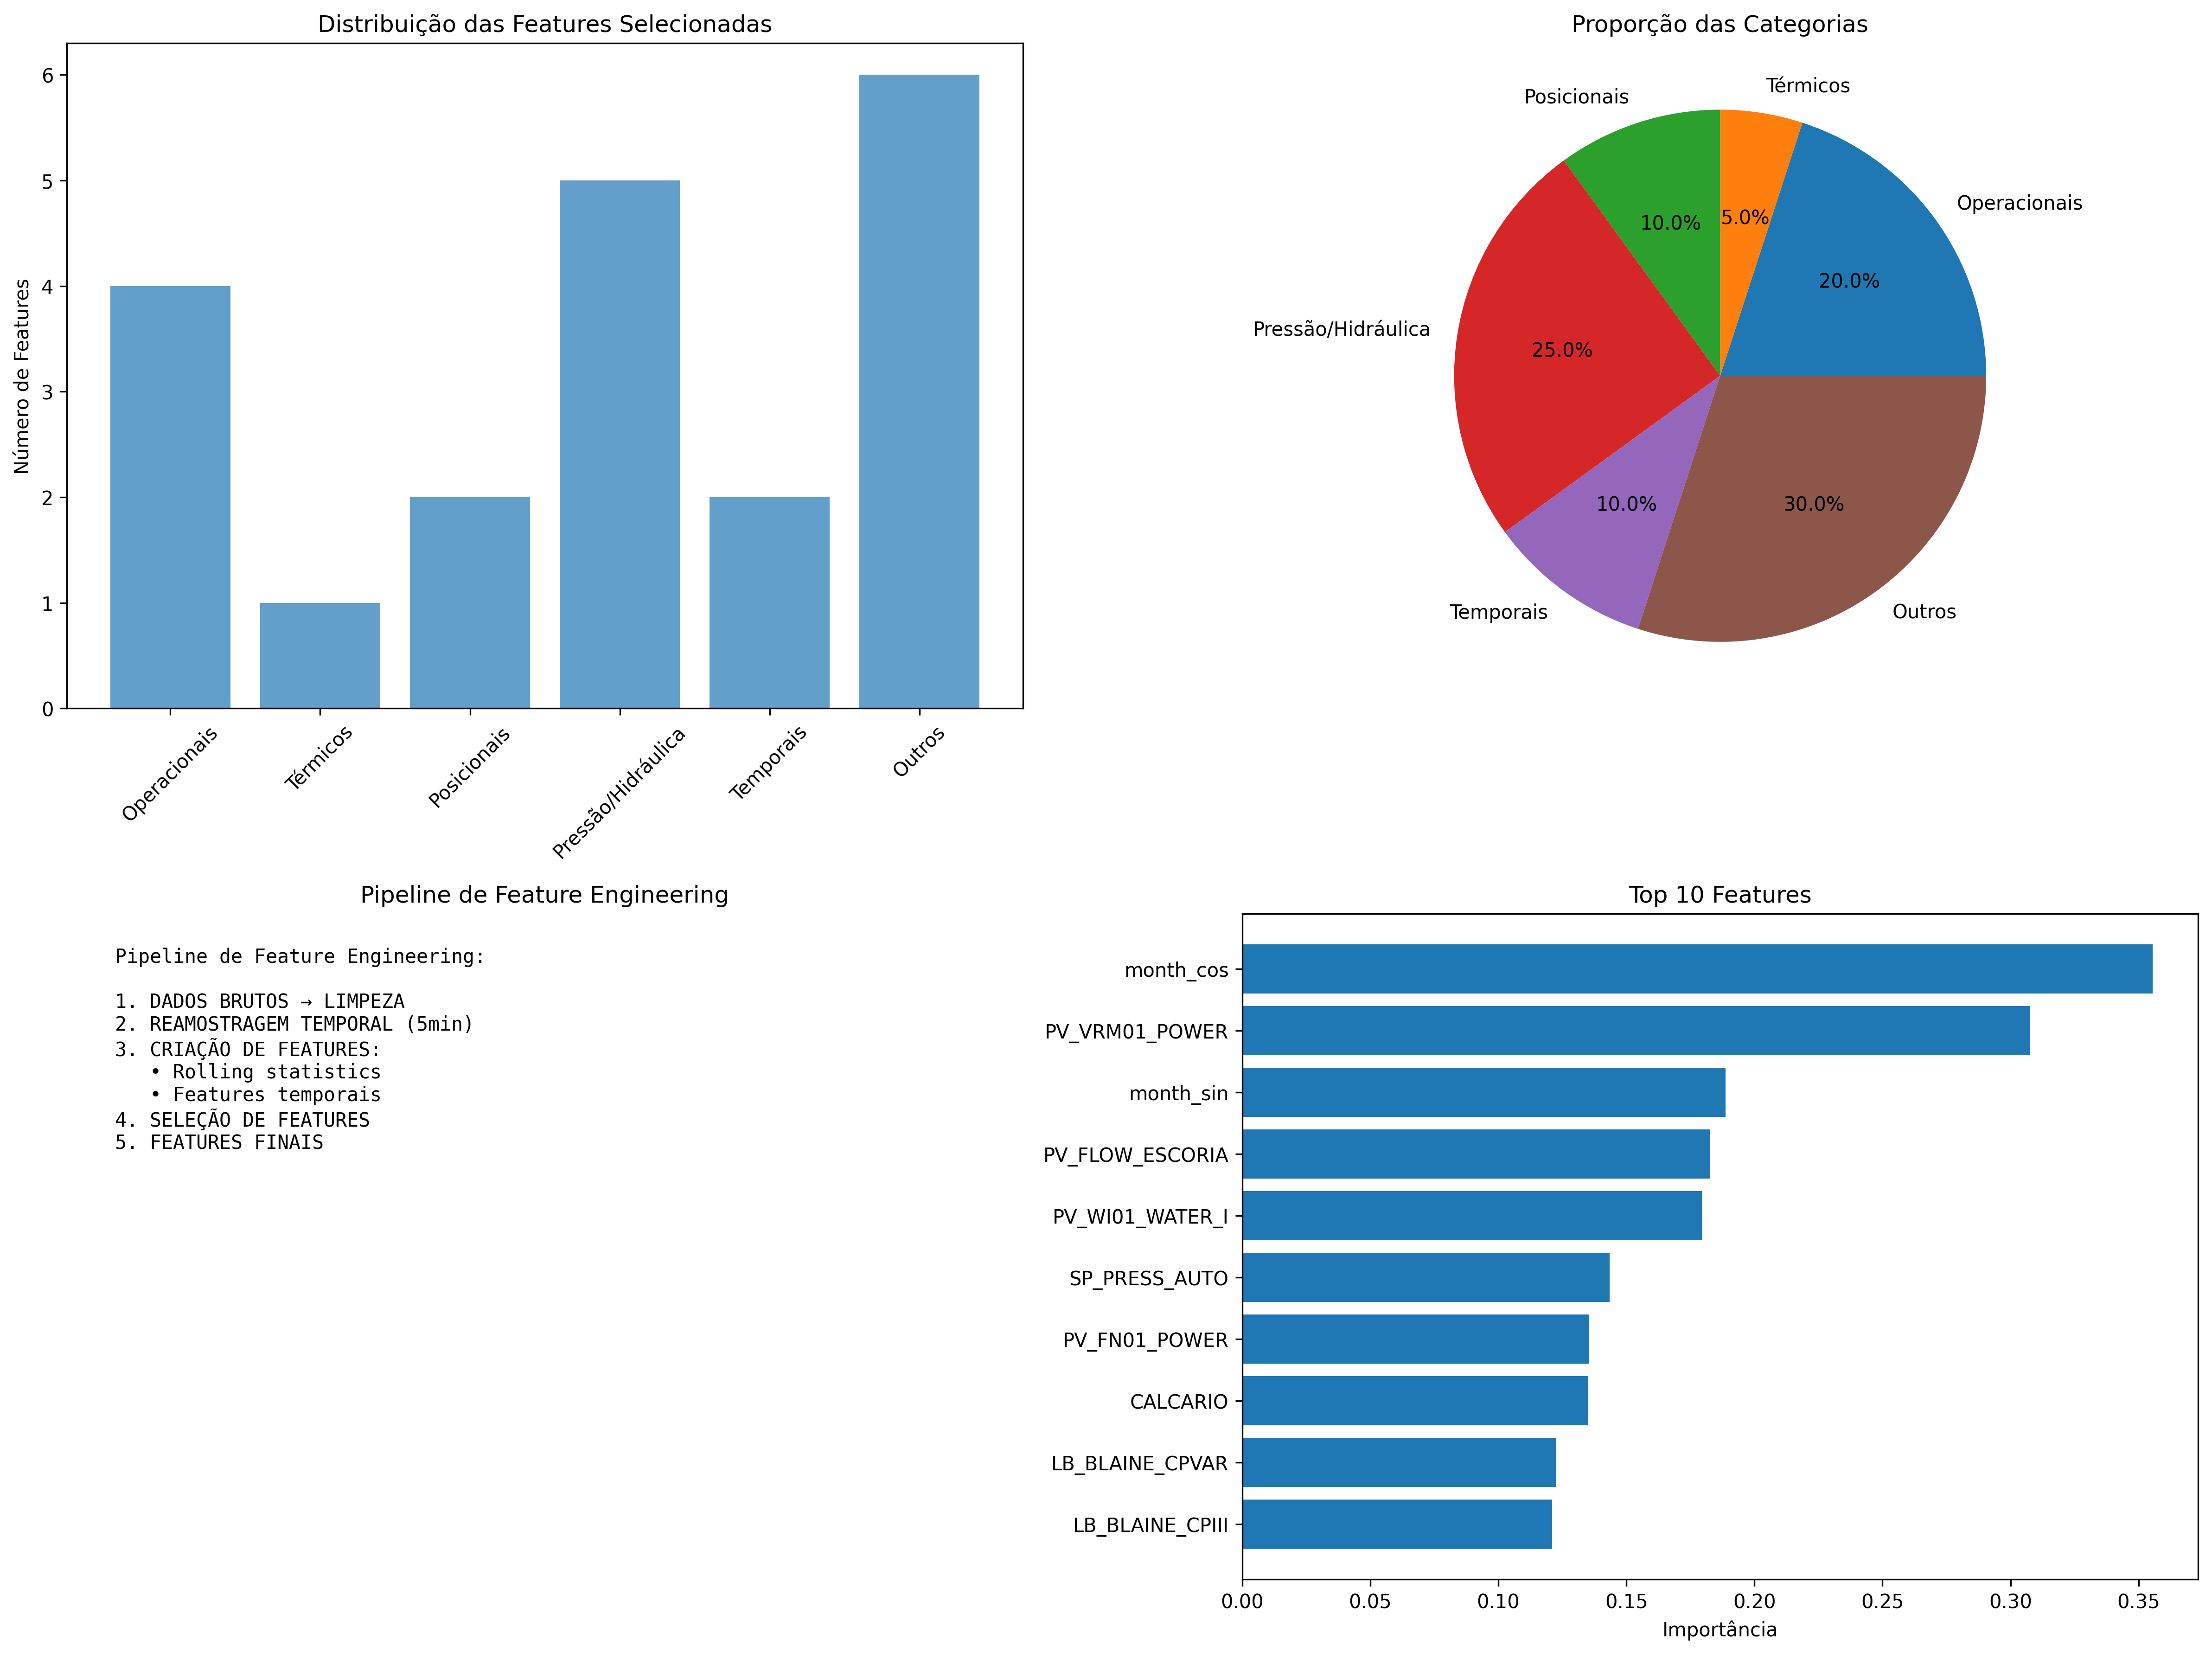 Distribuição das Features Selecionadas
Número de Features
6
5
4
3
2
1
0
Operacionais
Térmicos
Posicionais
Pressão/Hidráulica
Temporais
Outros
Proporção das Categorias
Térmicos
Posicionais
Operacionais
Pressão/Hidráulica
Temporais
Outros
5.0%
10.0%
20.0%
25.0%
10.0%
30.0%
Pipeline de Feature Engineering
Pipeline de Feature Engineering:
1. DADOS BRUTOS → LIMPEZA
2. REAMOSTRAGEM TEMPORAL (5min)
3. CRIAÇÃO DE FEATURES:
• Rolling statistics
• Features temporais
4. SELEÇÃO DE FEATURES
5. FEATURES FINAIS
Top 10 Features
month_cos
PV_VRM01_POWER
month_sin
PV_FLOW_ESCORIA
PV_WI01_WATER_I
SP_PRESS_AUTO
PV_FN01_POWER
CALCARIO
LB_BLAINE_CPVAR
LB_BLAINE_CPIII
0.00 0.05 0.10 0.15 0.20 0.25 0.30 0.35
Importância